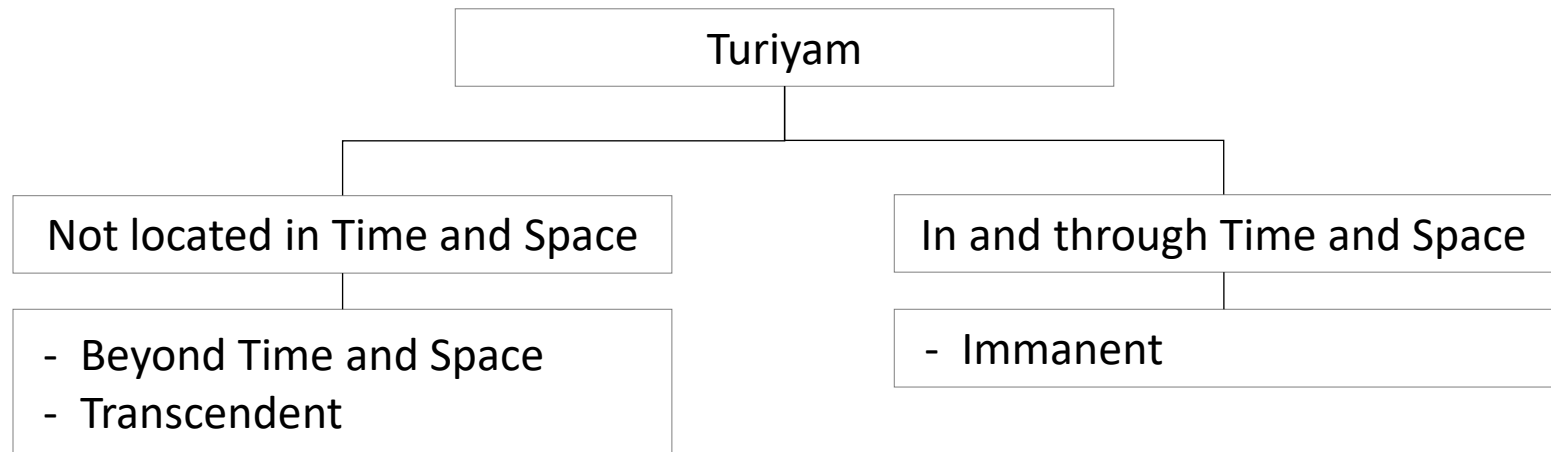 Turiyam
Not located in Time and Space
In and through Time and Space
- Beyond Time and Space
- Transcendent
- Immanent